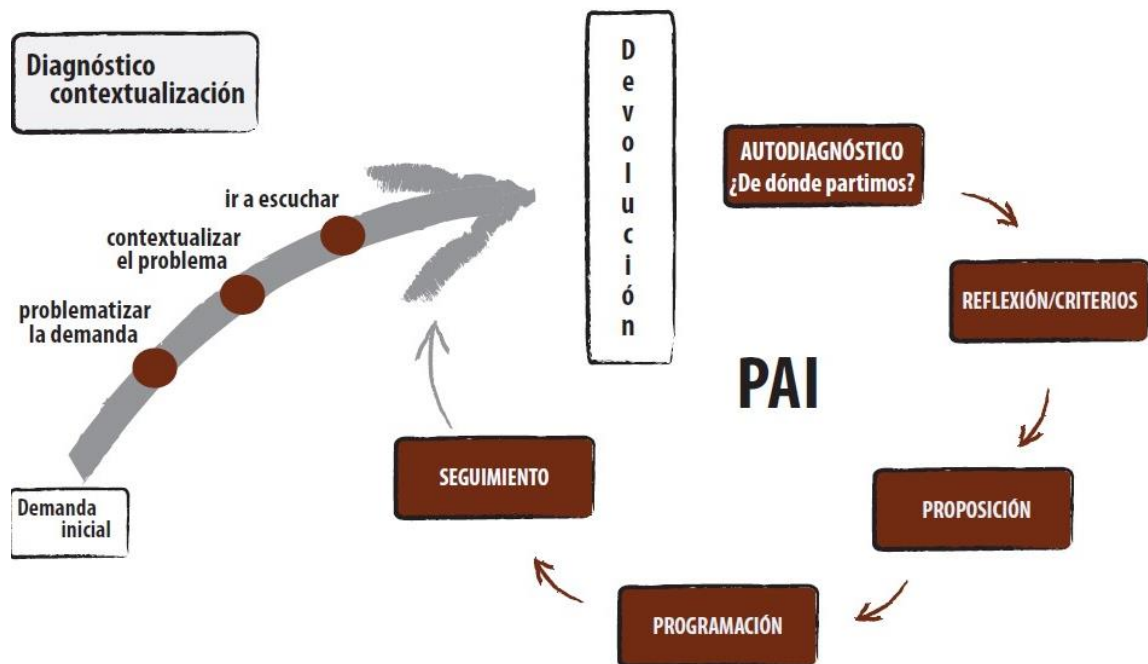 Diagnóstico
contextualización
Devolución
AUTODIAGNÓSTICO
¿De dónde partimos?
ir a escuchar
contextualizar
el problema
REFLEXIÓN/CRITERIOS
problematizar
la demanda
PAI
SEGUIMIENTO
PROPOSICIÓN
Demanda
inicial
PROGRAMACIÓN